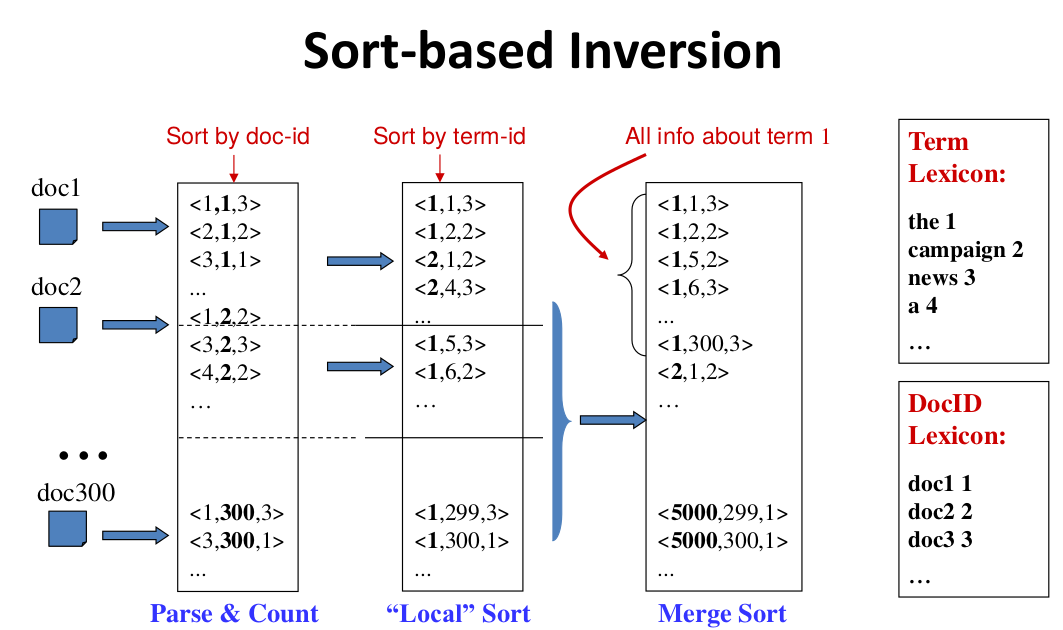 Sort-based Inversion
Sort by doc-id
Sort by term-id
All info about term 1
doc1
doc2
...
doc300
<1,1,3>
<2,1,2>
<3,1,1>
...
<1,2,2>
<3,2,3>
<4,2,2>
…
<1,300,3>
<3,300,1>
...
Parse & Count
<1,1,3>
<1,2,2>
<2,1,2>
<2,4,3>
...
<1,5,3>
<1,6,2>
…
<1,299,3>
<1,300,1>
...
“Local” Sort
<1,1,3>
<1,2,2>
<1,5,2>
<1,6,3>
...
<1,300,3>
<2,1,2>
…
<5000,299,1>
<5000,300,1>
...
Merge Sort
Term
Lexicon:
the 1
campaign 2
news 3
a 4
…
DocID
Lexicon:
doc1 1
doc2 2
doc3 3
…